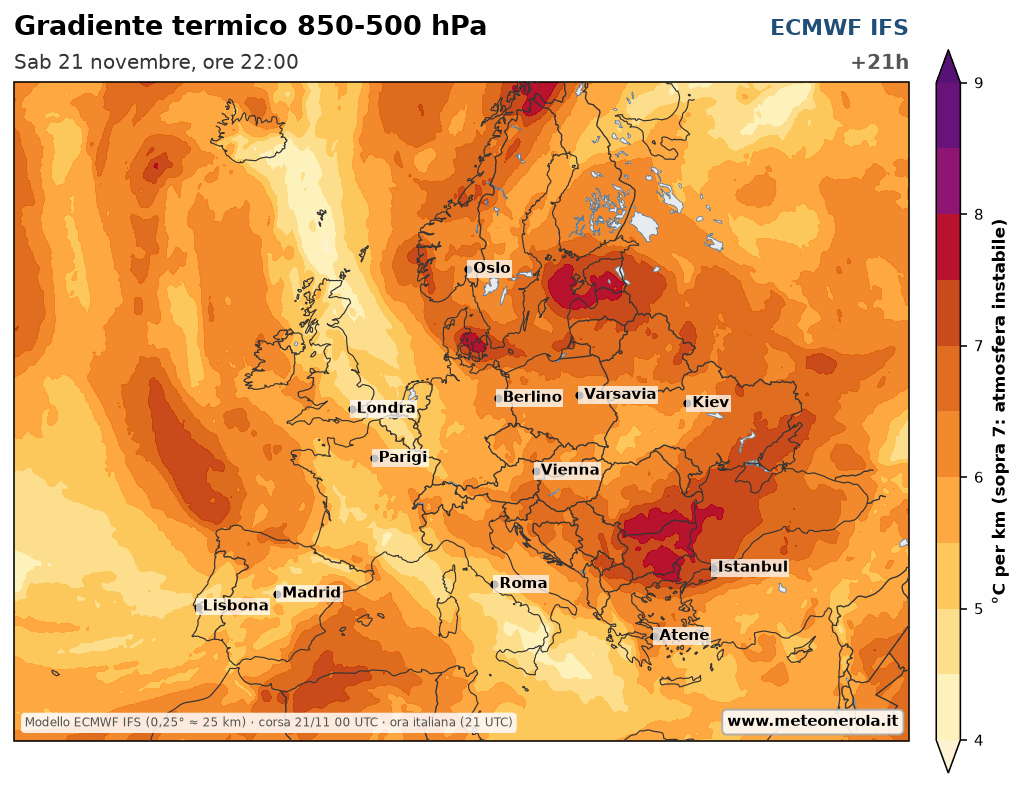 Gradiente termico 850-500 hPa
ECMWF IFS
Sab 21 novembre, ore 22:00
+21h
9
8
7
6
5
4
°C per km (sopra 7: atmosfera instabile)
Oslo
Londra
Berlino
Varsavia
Kiev
Parigi
Vienna
Istanbul
Roma
Madrid
Lisbona
Atene
Modello ECMWF IFS (0,25° ≈ 25 km) · corsa 21/11 00 UTC · ora italiana (21 UTC)
www.meteonerola.it